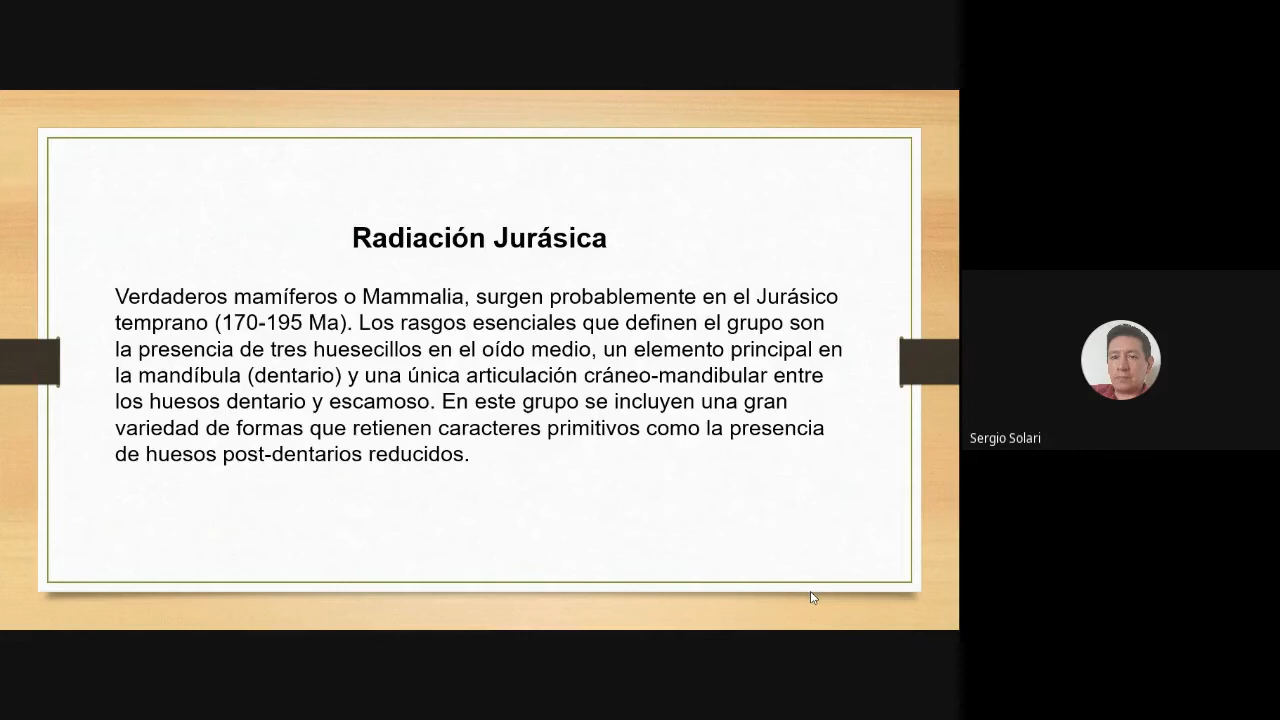 Radiación Jurásica
Verdaderos mamíferos o Mammalia, surgen probablemente en el Jurásico
temprano (170-195 Ma). Los rasgos esenciales que definen el grupo son
la presencia de tres huesecillos en el oído medio, un elemento principal en
la mandíbula (dentario) y una única articulación cráneo-mandibular entre
los huesos dentario y escamoso. En este grupo se incluyen una gran
variedad de formas que retienen caracteres primitivos como la presencia
de huesos post-dentarios reducidos.
Sergio Solari